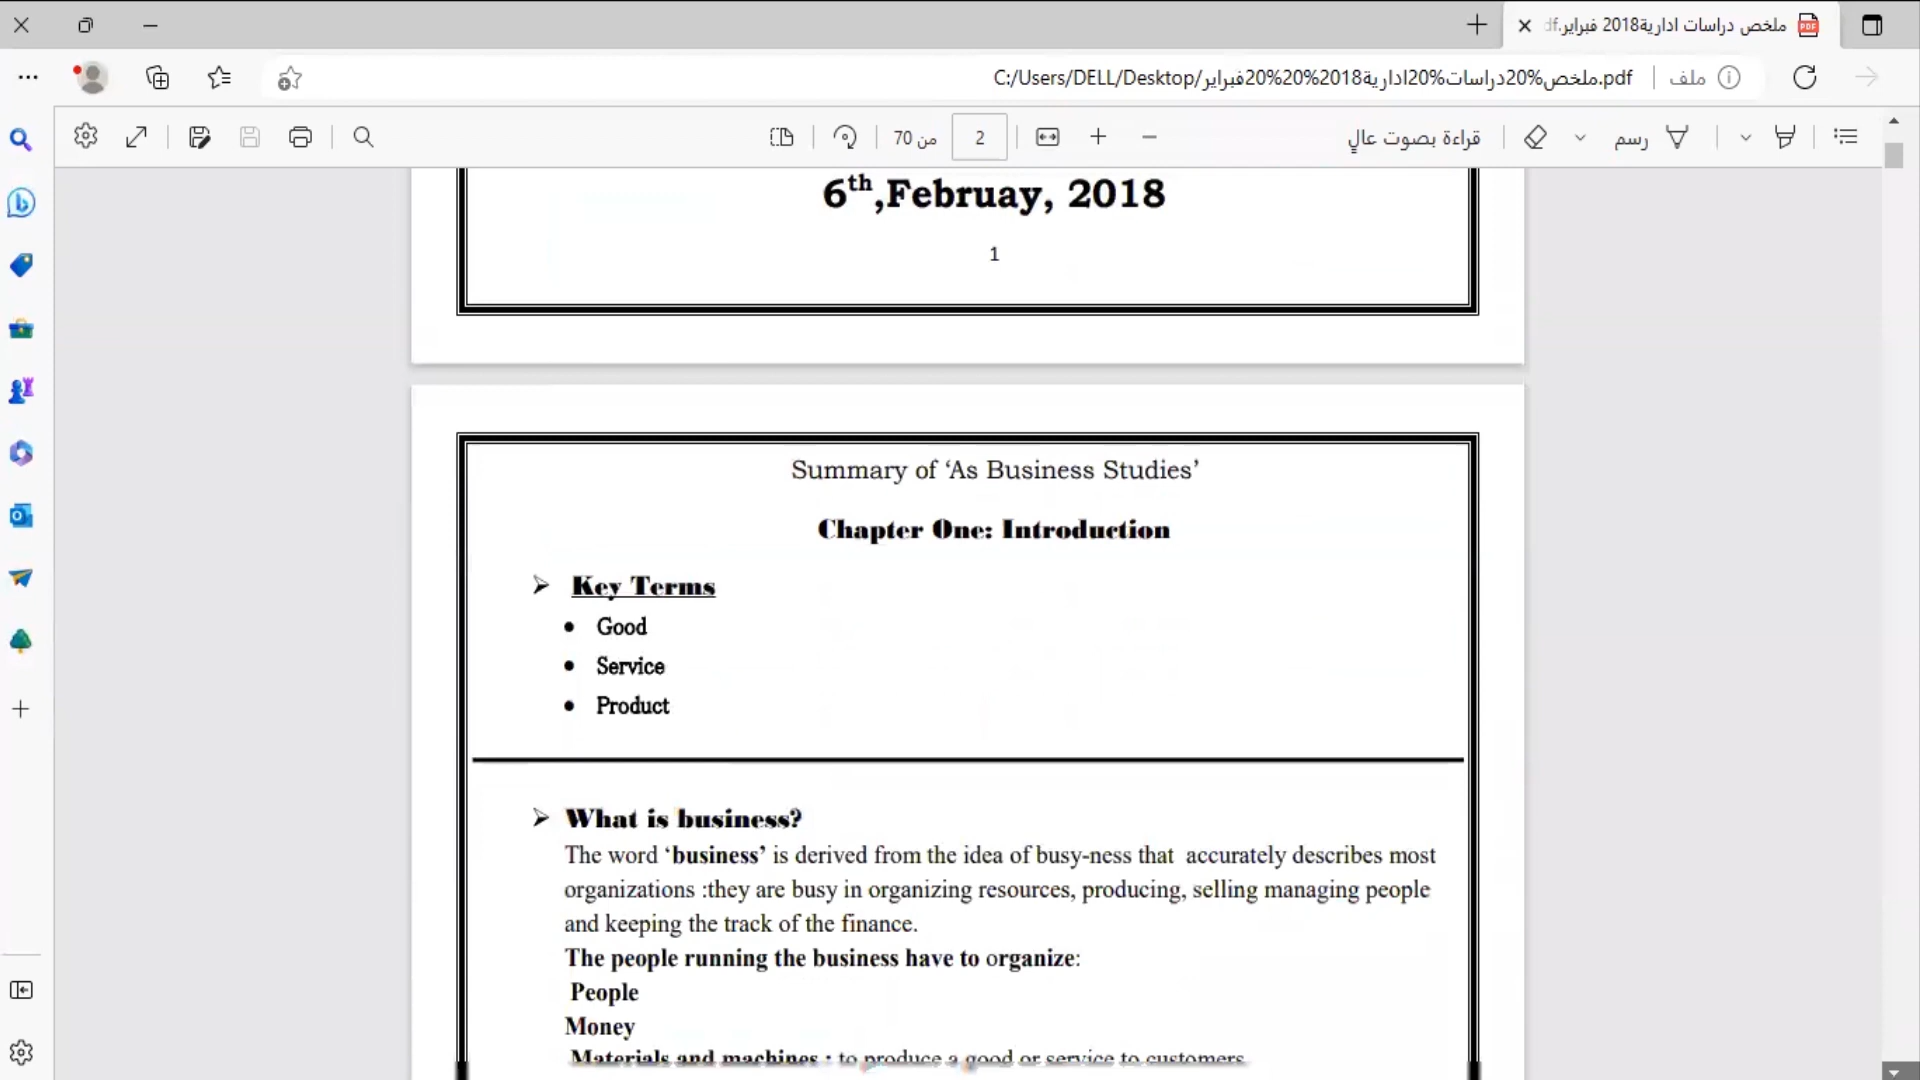 ملخص دراسات ادارية2018 فبراير.df
ملف
C:/Users/DELL/Desktop/ملخص%20دراسات%20ادارية2018%20%20فبراير.pdf
رسم
قراءة بصوت عالٍ
2
من 70
6th,Februay, 2018
1
Summary of ‘As Business Studies’
Chapter One: Introduction
➢ Key Terms
• Good
• Service
• Product
➢ What is business?
The word ‘business’ is derived from the idea of busy-ness that accurately describes most
organizations :they are busy in organizing resources, producing, selling managing people
and keeping the track of the finance.
The people running the business have to organize:
People
Money
Materials and machines : to produce a good or service to customers